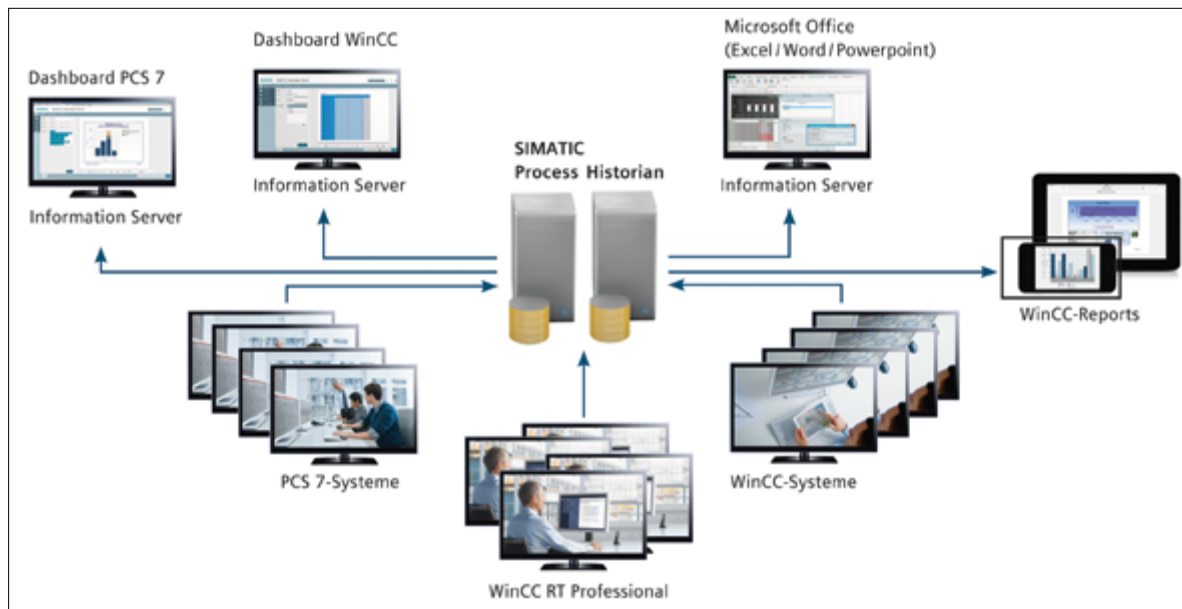 Dashboard PCS 7
Information Server
Dashboard WinCC
Information Server
Microsoft Office
(Excel / Word / Powerpoint)
Information Server
SIMATIC
Process Historian
WinCC-Reports
PCS 7-Systeme
WinCC RT Professional
WinCC-Systeme